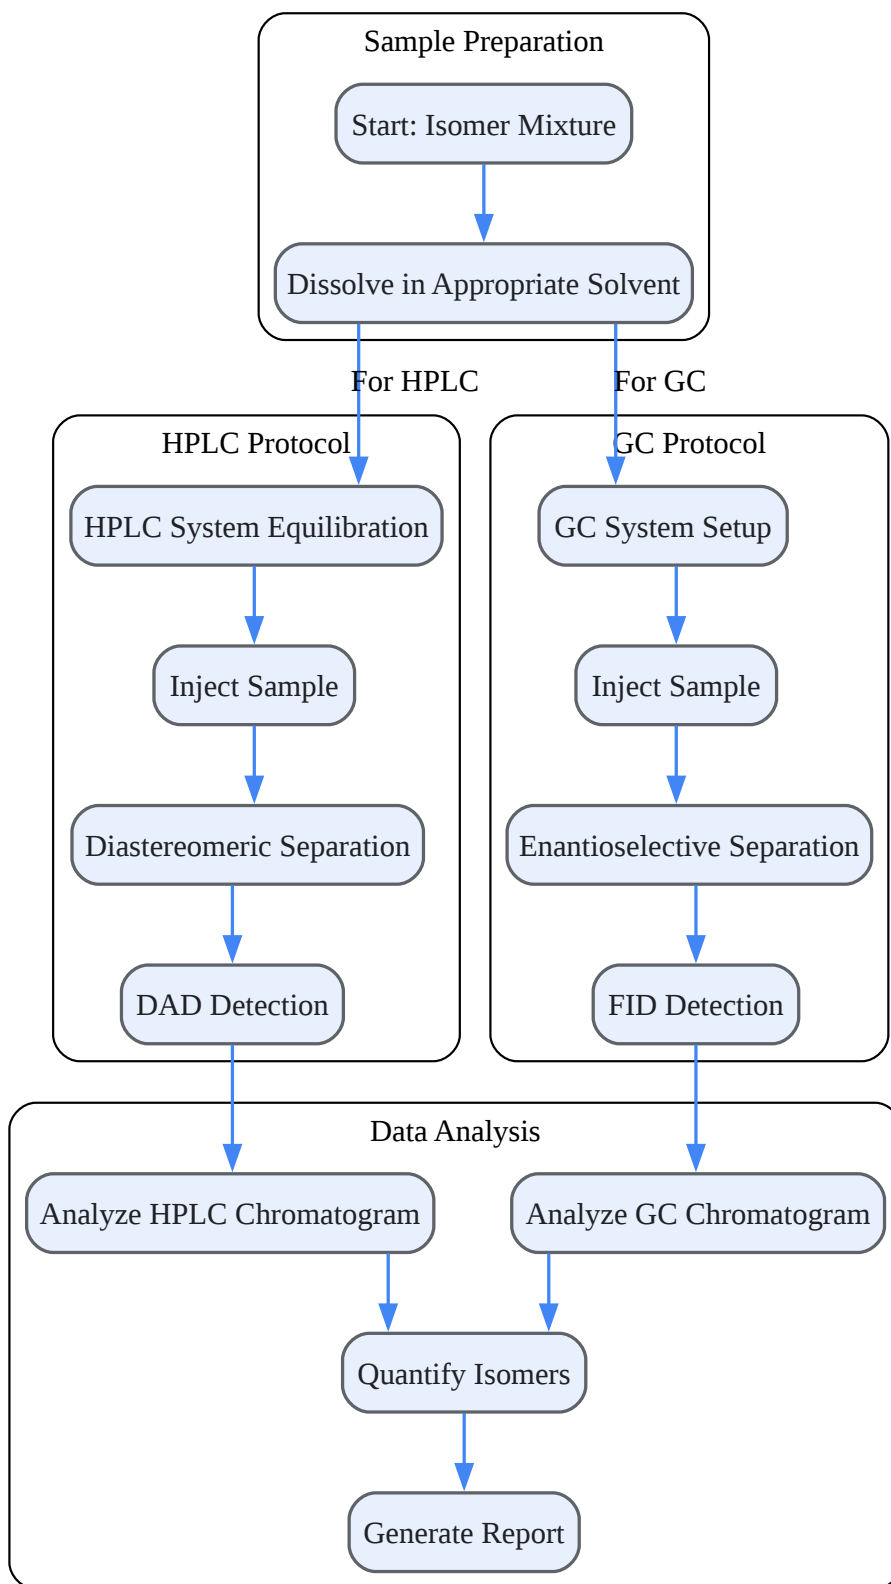 Sample Preparation
Start: Isomer Mixture
Dissolve in Appropriate Solvent
For HPLC
For GC
HPLC Protocol
HPLC System Equilibration
Inject Sample
Diastereomeric Separation
DAD Detection
GC Protocol
GC System Setup
Inject Sample
Enantioselective Separation
FID Detection
Data Analysis
Analyze HPLC Chromatogram
Analyze GC Chromatogram
Quantify Isomers
Generate Report